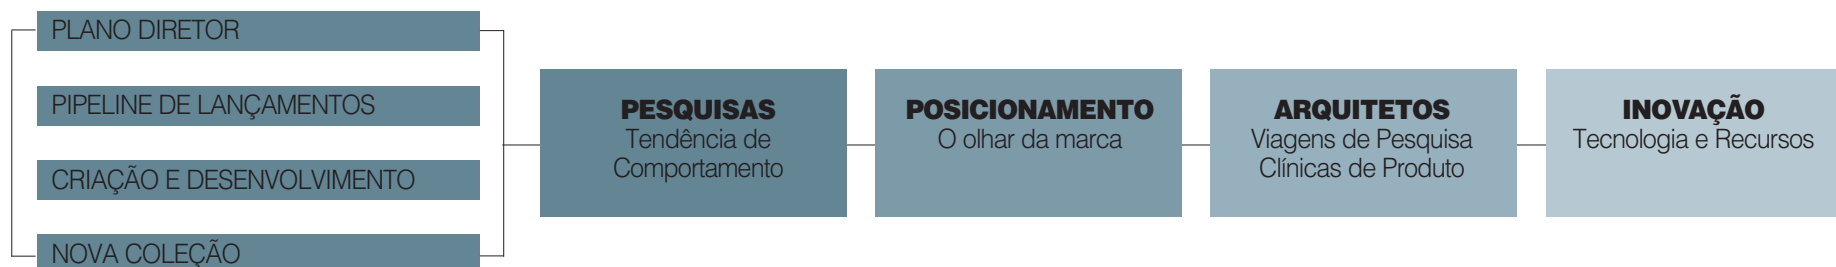 PLANO DIRETOR
PIPELINE DE LANÇAMENTOS
CRIAÇÃO E DESENVOLVIMENTO
NOVA COLEÇÃO
PESQUISAS
Tendência de
Comportamento
POSICIONAMENTO
O olhar da marca
ARQUITETOS
Viagens de Pesquisa
Clínicas de Produto
INOVAÇÃO
Tecnologia e Recursos